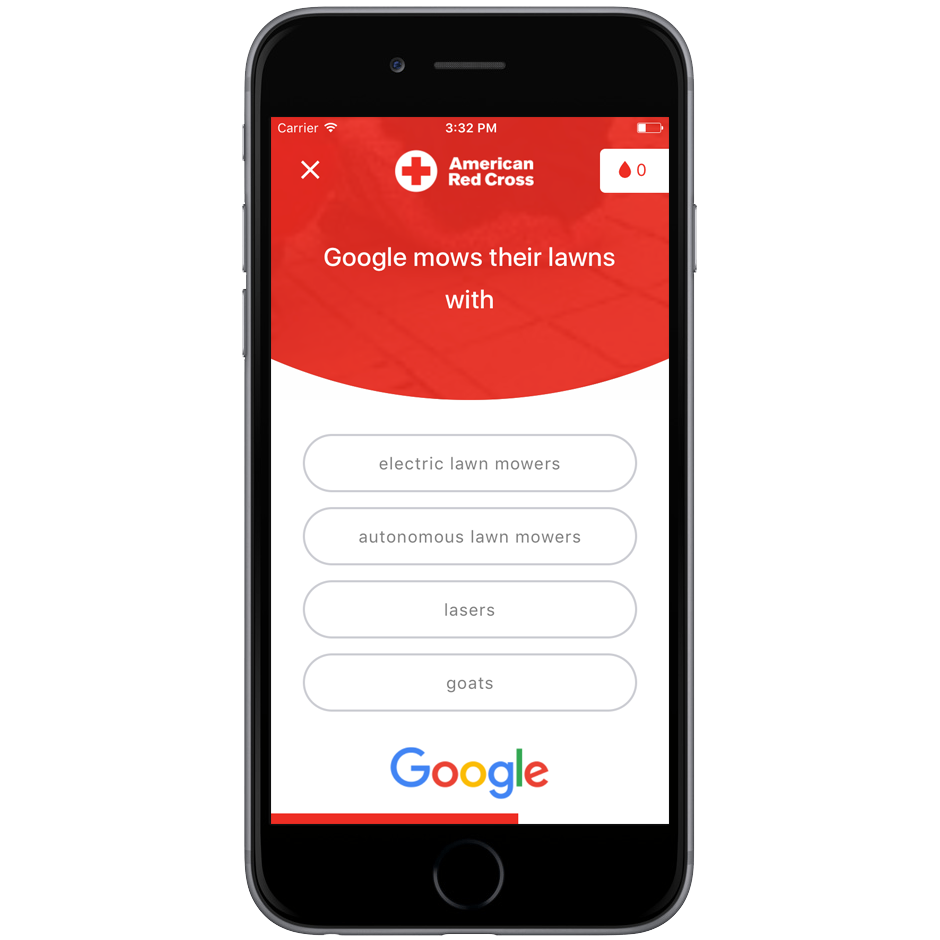 Carrier
3:32 PM
American
Red Cross
0
Google mows their lawns
with
electric lawn mowers
autonomous lawn mowers
lasers
goats
Google